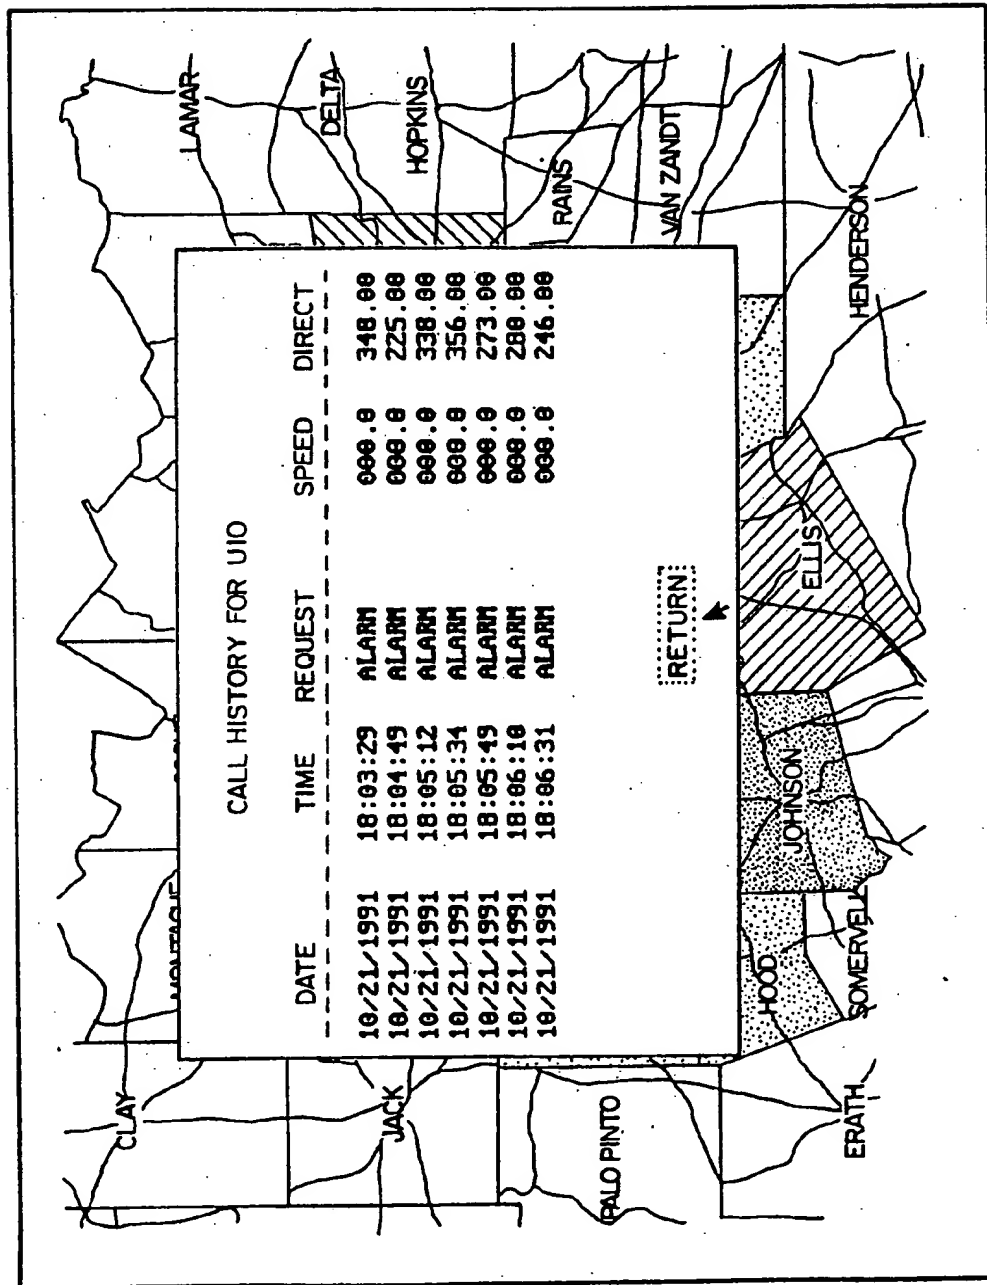 CLAY
LAMAR
CALL HISTORY FOR U10
DATE TIME REQUEST SPEED DIRECT
10/21/1991 18:03:29 ALARM 000.0 348.00
10/21/1991 18:04:49 ALARM 000.0 225.00
10/21/1991 18:05:12 ALARM 000.0 338.00
10/21/1991 18:05:34 ALARM 000.0 356.00
10/21/1991 18:05:49 ALARM 000.0 273.00
10/21/1991 18:06:10 ALARM 000.0 280.00
10/21/1991 18:06:31 ALARM 000.0 246.00
DELTA
JACK
HOPKINS
RAINS
PALO PINTO
RETURN
VAN ZANDT
HOOD
JOHNSON
ELLIS
ERATH
SOMERVELL
HENDERSON